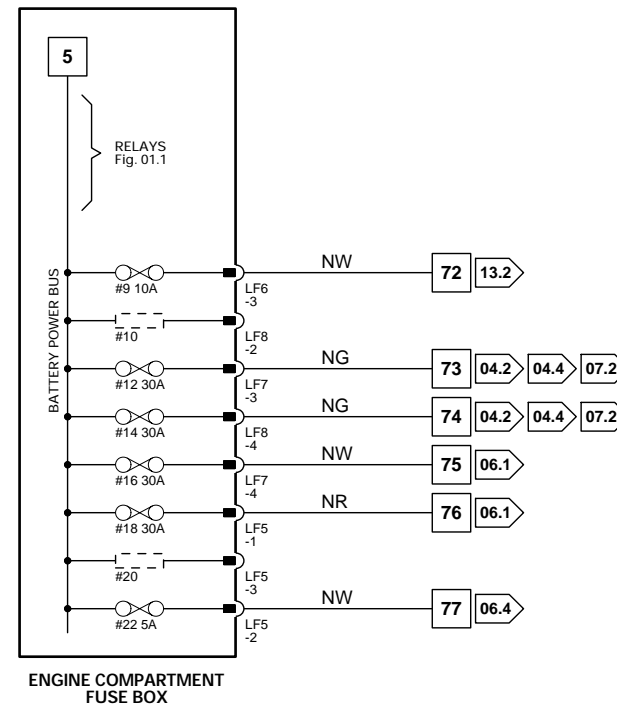 5
RELAYS
Fig. 01.1
BATTERY POWER BUS
#9 10A
LF6
-3
NW
72
13.2
#10
LF8
-2
#12 30A
LF7
-3
NG
73
04.2
04.4
07.2
#14 30A
LF8
-4
NG
74
04.2
04.4
07.2
#16 30A
LF7
-4
NW
75
06.1
#18 30A
LF5
-1
NR
76
06.1
#20
LF5
-3
#22 5A
LF5
-2
NW
77
06.4
ENGINE COMPARTMENT
FUSE BOX